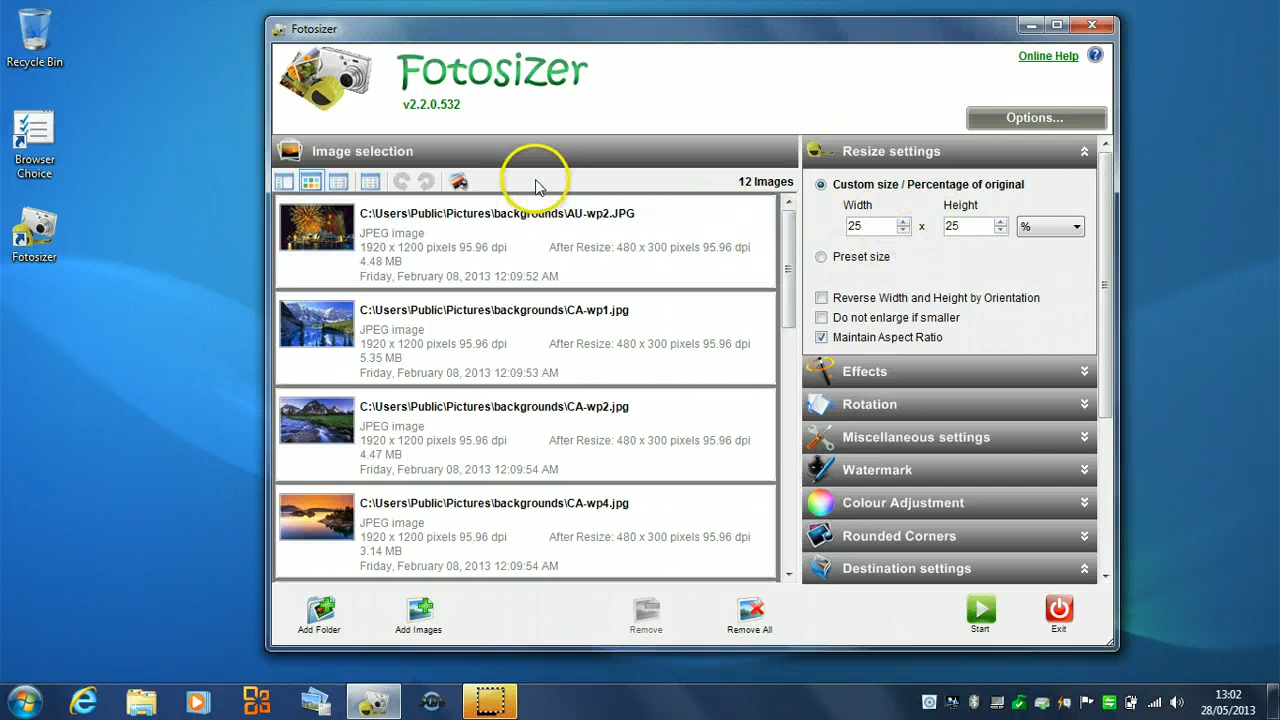 Recycle Bin
Browser
Choice
Fotosizer
Fotosizer
Fotosizer
v2.2.0.532
Online Help
?
Options...
Image selection
12 Images
C:\Users\Public\Pictures\backgrounds\AU-wp2.JPG
JPEG image
1920 x 1200 pixels 95.96 dpi After Resize: 480 x 300 pixels 95.96 dpi
4.48 MB
Friday, February 08, 2013 12:09:52 AM
C:\Users\Public\Pictures\backgrounds\CA-wp1.jpg
JPEG image
1920 x 1200 pixels 95.96 dpi After Resize: 480 x 300 pixels 95.96 dpi
5.35 MB
Friday, February 08, 2013 12:09:53 AM
C:\Users\Public\Pictures\backgrounds\CA-wp2.jpg
JPEG image
1920 x 1200 pixels 95.96 dpi After Resize: 480 x 300 pixels 95.96 dpi
4.47 MB
Friday, February 08, 2013 12:09:54 AM
C:\Users\Public\Pictures\backgrounds\CA-wp4.jpg
JPEG image
1920 x 1200 pixels 95.96 dpi After Resize: 480 x 300 pixels 95.96 dpi
3.14 MB
Friday, February 08, 2013 12:09:54 AM
Add Folder
Add Images
Remove
Remove All
Resize settings
Custom size / Percentage of original
Width Height
25 x 25 %
Preset size
Reverse Width and Height by Orientation
Do not enlarge if smaller
Maintain Aspect Ratio
Effects
Rotation
Miscellaneous settings
Watermark
Colour Adjustment
Rounded Corners
Destination settings
Start
Exit
13:02
28/05/2013